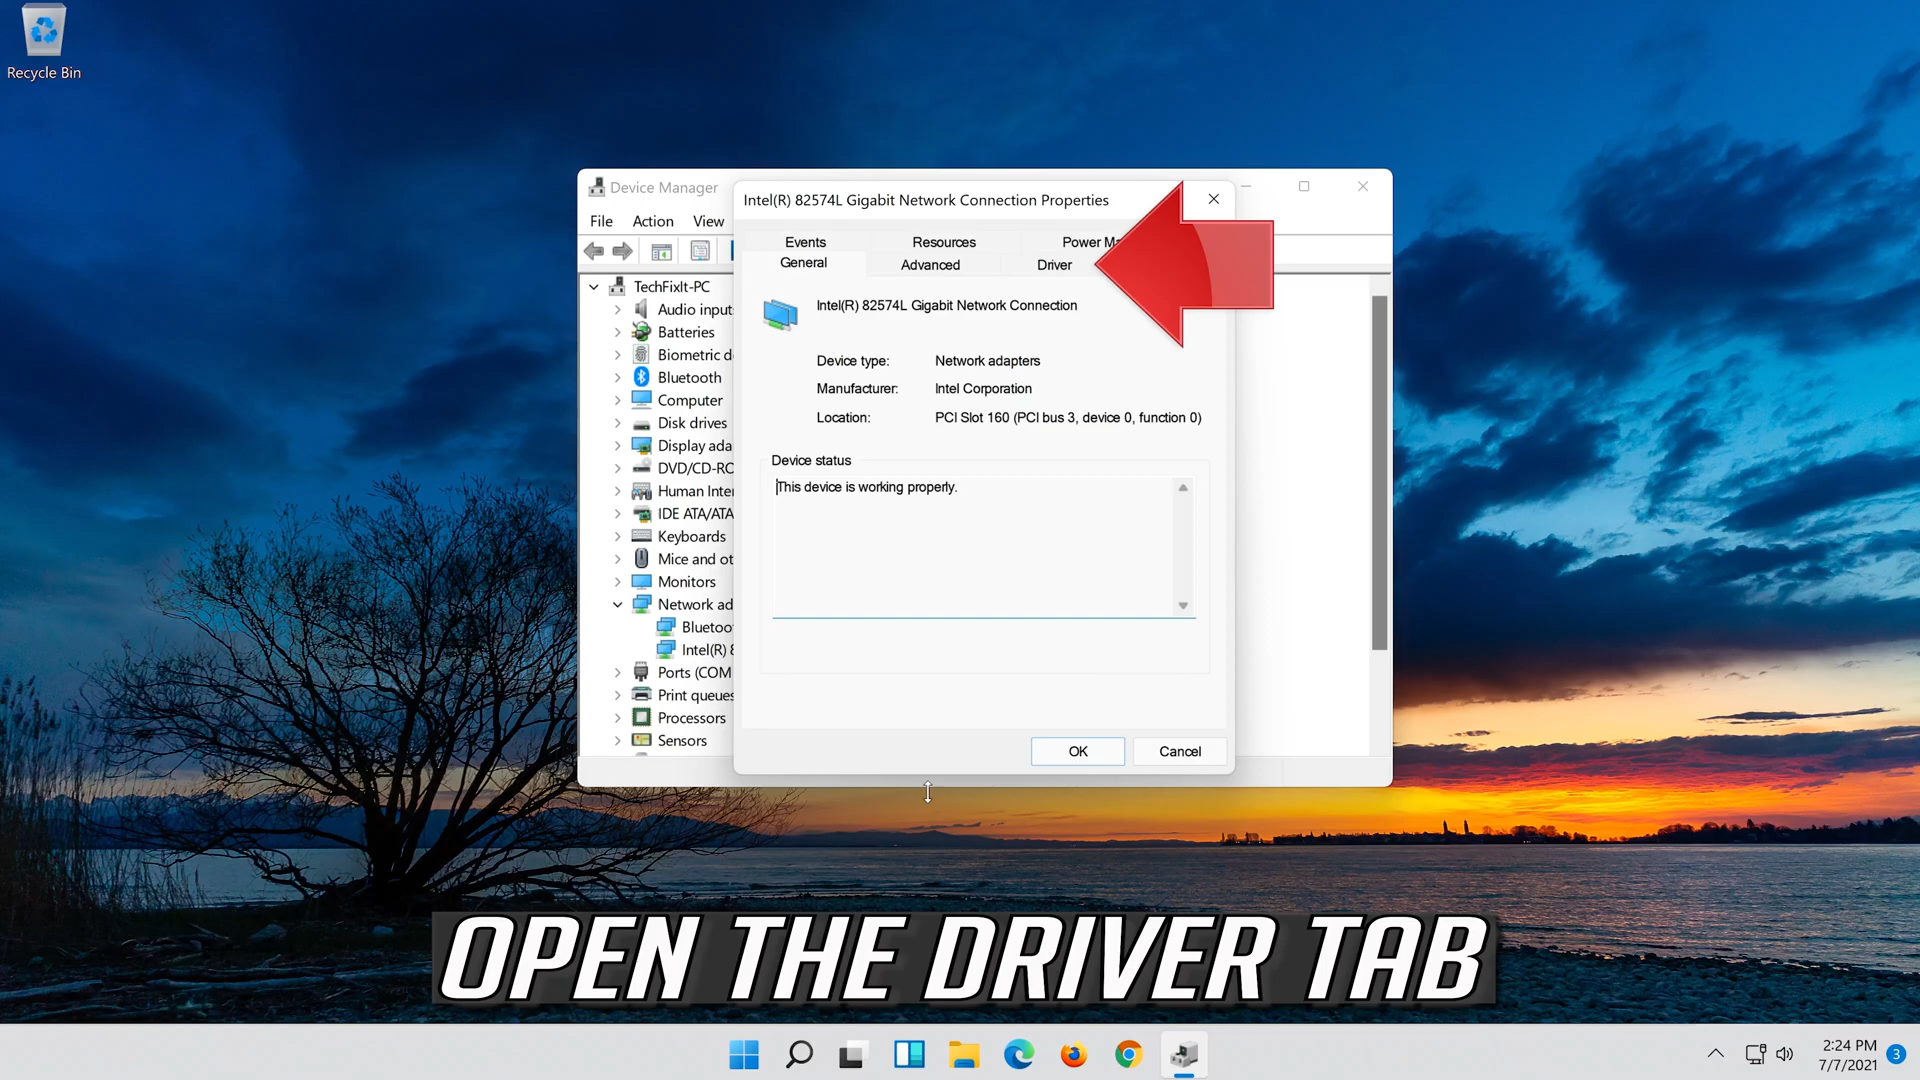 Recycle Bin
Device Manager
File Action View
Intel(R) 82574L Gigabit Network Connection Properties
Events Resources Power Ma
General Advanced Driver
TechFixIt-PC
Audio input
Batteries
Biometric d
Bluetooth
Computer
Disk drives
Display ada
DVD/CD-RO
Human Inter
IDE ATA/ATA
Keyboards
Mice and ot
Monitors
Network ad
Bluetoo
Intel(R) 8
Ports (COM
Print queues
Processors
Sensors
Intel(R) 82574L Gigabit Network Connection
Device type: Network adapters
Manufacturer: Intel Corporation
Location: PCI Slot 160 (PCI bus 3, device 0, function 0)
Device status
This device is working properly.
OK Cancel
OPEN THE DRIVER TAB
2:24 PM
7/7/2021
3